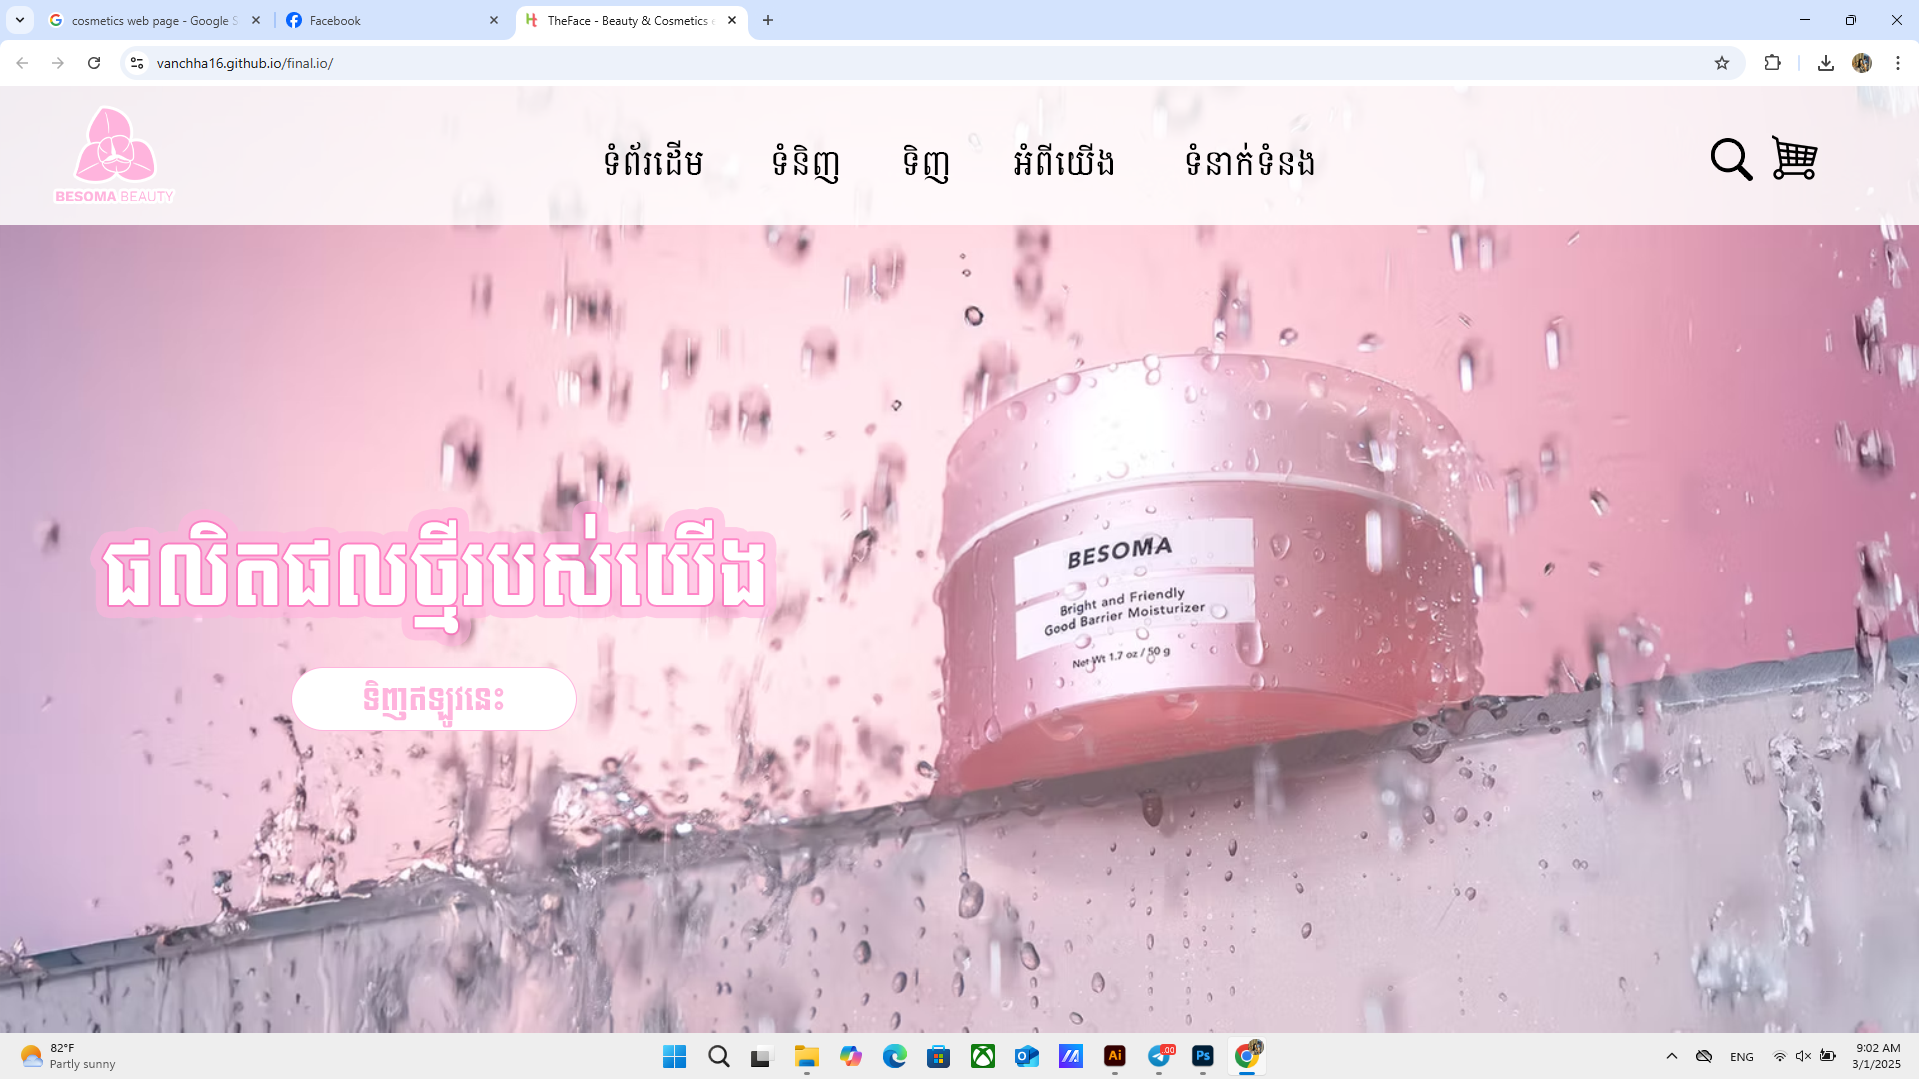 cosmetics web page - Google S
Facebook
TheFace - Beauty & Cosmetics e
vanchha16.github.io/final.io/
BESOMA BEAUTY
ទំព័រដើម
ទំនិញ
ទិញ
អំពីយើង
ទំនាក់ទំនង
ផលិតផលថ្មីរបស់យើង
ទិញឥឡូវនេះ
BESOMA
Bright and Friendly
Good Barrier Moisturizer
Net Wt 1.7 oz / 50 g
82°F
Partly sunny
Ai
.00
Ps
ENG
9:02 AM
3/1/2025